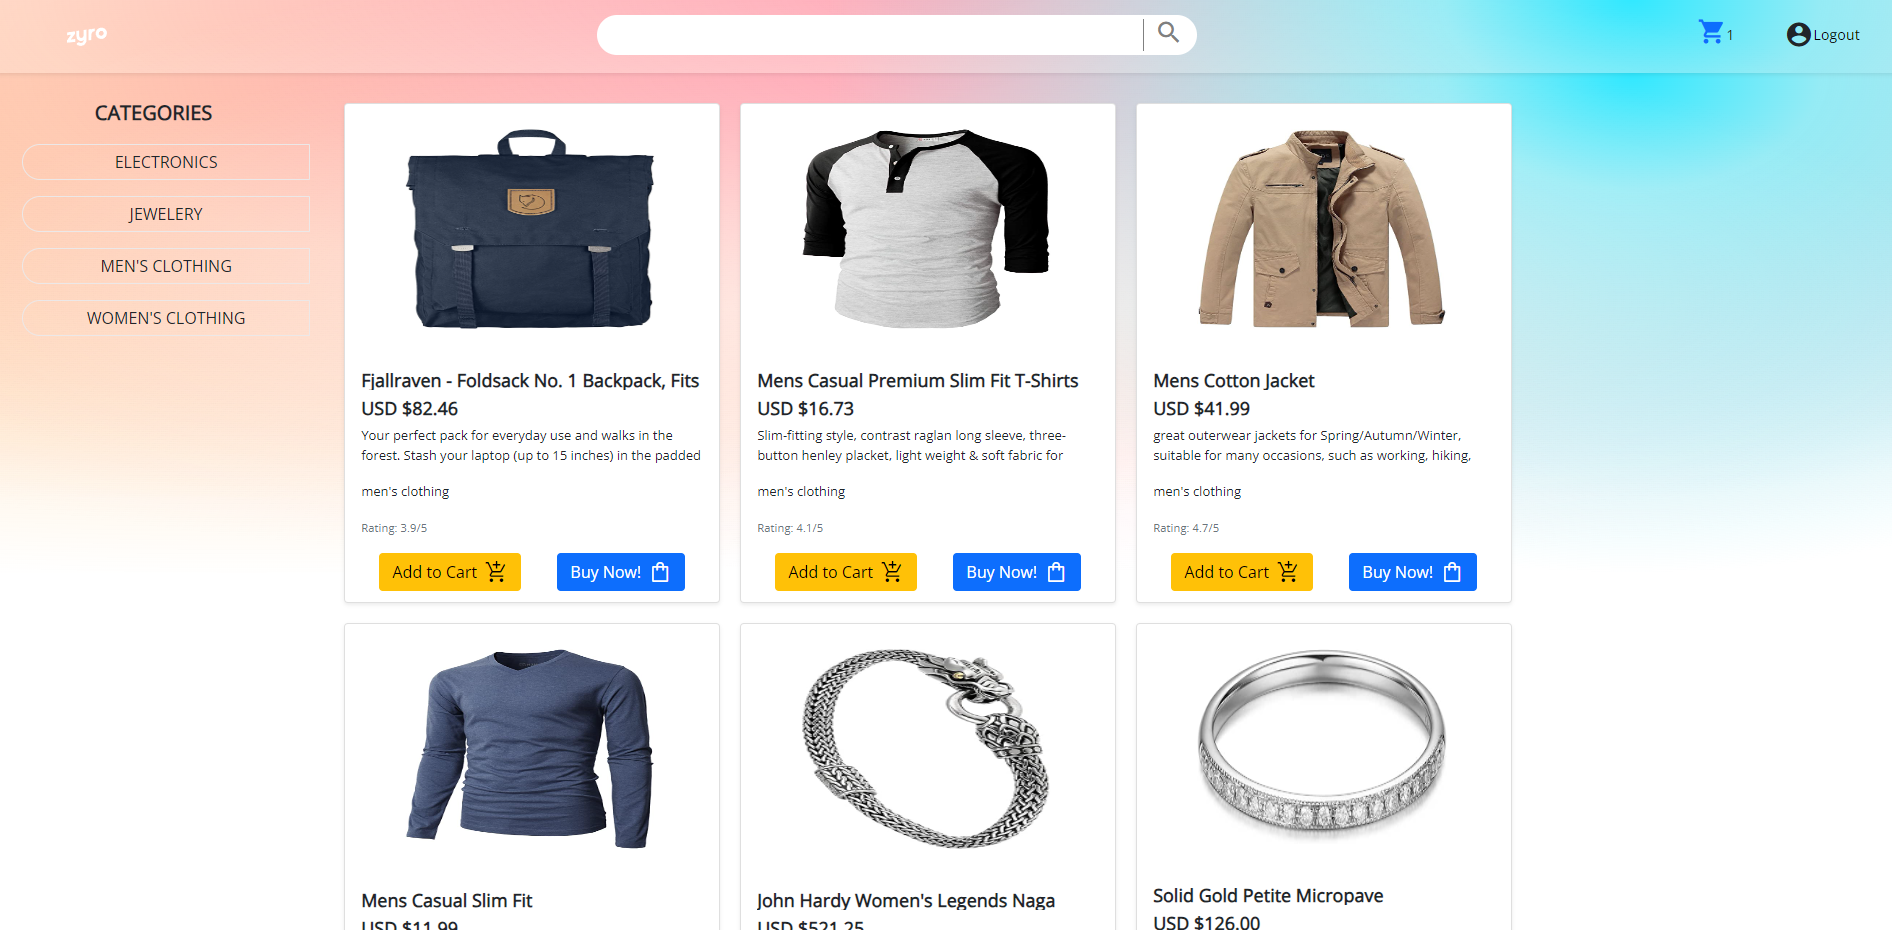 zyro
1
Logout
CATEGORIES
ELECTRONICS
JEWELERY
MEN'S CLOTHING
WOMEN'S CLOTHING
Fjallraven - Foldsack No. 1 Backpack, Fits
USD $82.46
Your perfect pack for everyday use and walks in the
forest. Stash your laptop (up to 15 inches) in the padded
men's clothing
Rating: 3.9/5
Add to Cart
Buy Now!
Mens Casual Premium Slim Fit T-Shirts
USD $16.73
Slim-fitting style, contrast raglan long sleeve, three-
button henley placket, light weight & soft fabric for
men's clothing
Rating: 4.1/5
Add to Cart
Buy Now!
Mens Cotton Jacket
USD $41.99
great outerwear jackets for Spring/Autumn/Winter,
suitable for many occasions, such as working, hiking,
men's clothing
Rating: 4.7/5
Add to Cart
Buy Now!
Mens Casual Slim Fit
USD $11.99
John Hardy Women's Legends Naga
USD $521.25
Solid Gold Petite Micropave
USD $126.00